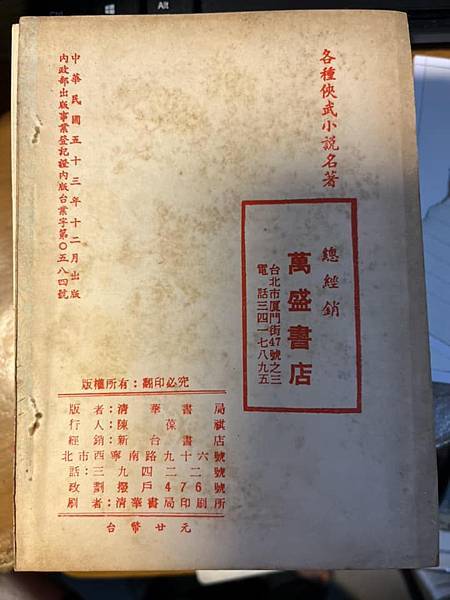 各種俠武小説名著
總經銷
萬盛書店
台北市厦門街47號之三
電話三四一七八九五
中華民國五十三年十二月出版
內政部出版事業登記證內版台業字第〇五八四號
版權所有：翻印必究
版者：清華書局
行人：陳葆祺
經銷：新台書店
北市西寧南路九十六號
話：三九四二二號
政劃撥戶476號
刷者：清華書局印刷所
台幣廿元